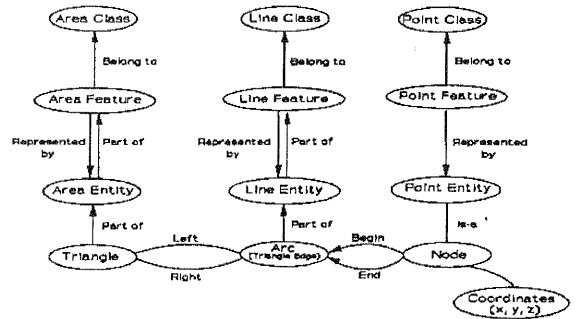 Area Class Line Class Point Class
Belong to Belong to Belong to
Area Feature Line Feature Point Feature
Represented by Part of Represented by Part of Represented by
Area Entity Line Entity Point Entity
Part of Part of Is-a
Triangle Left Right Arc (Triangle Edge) Begin End Node
Coordinates (x, y, z)